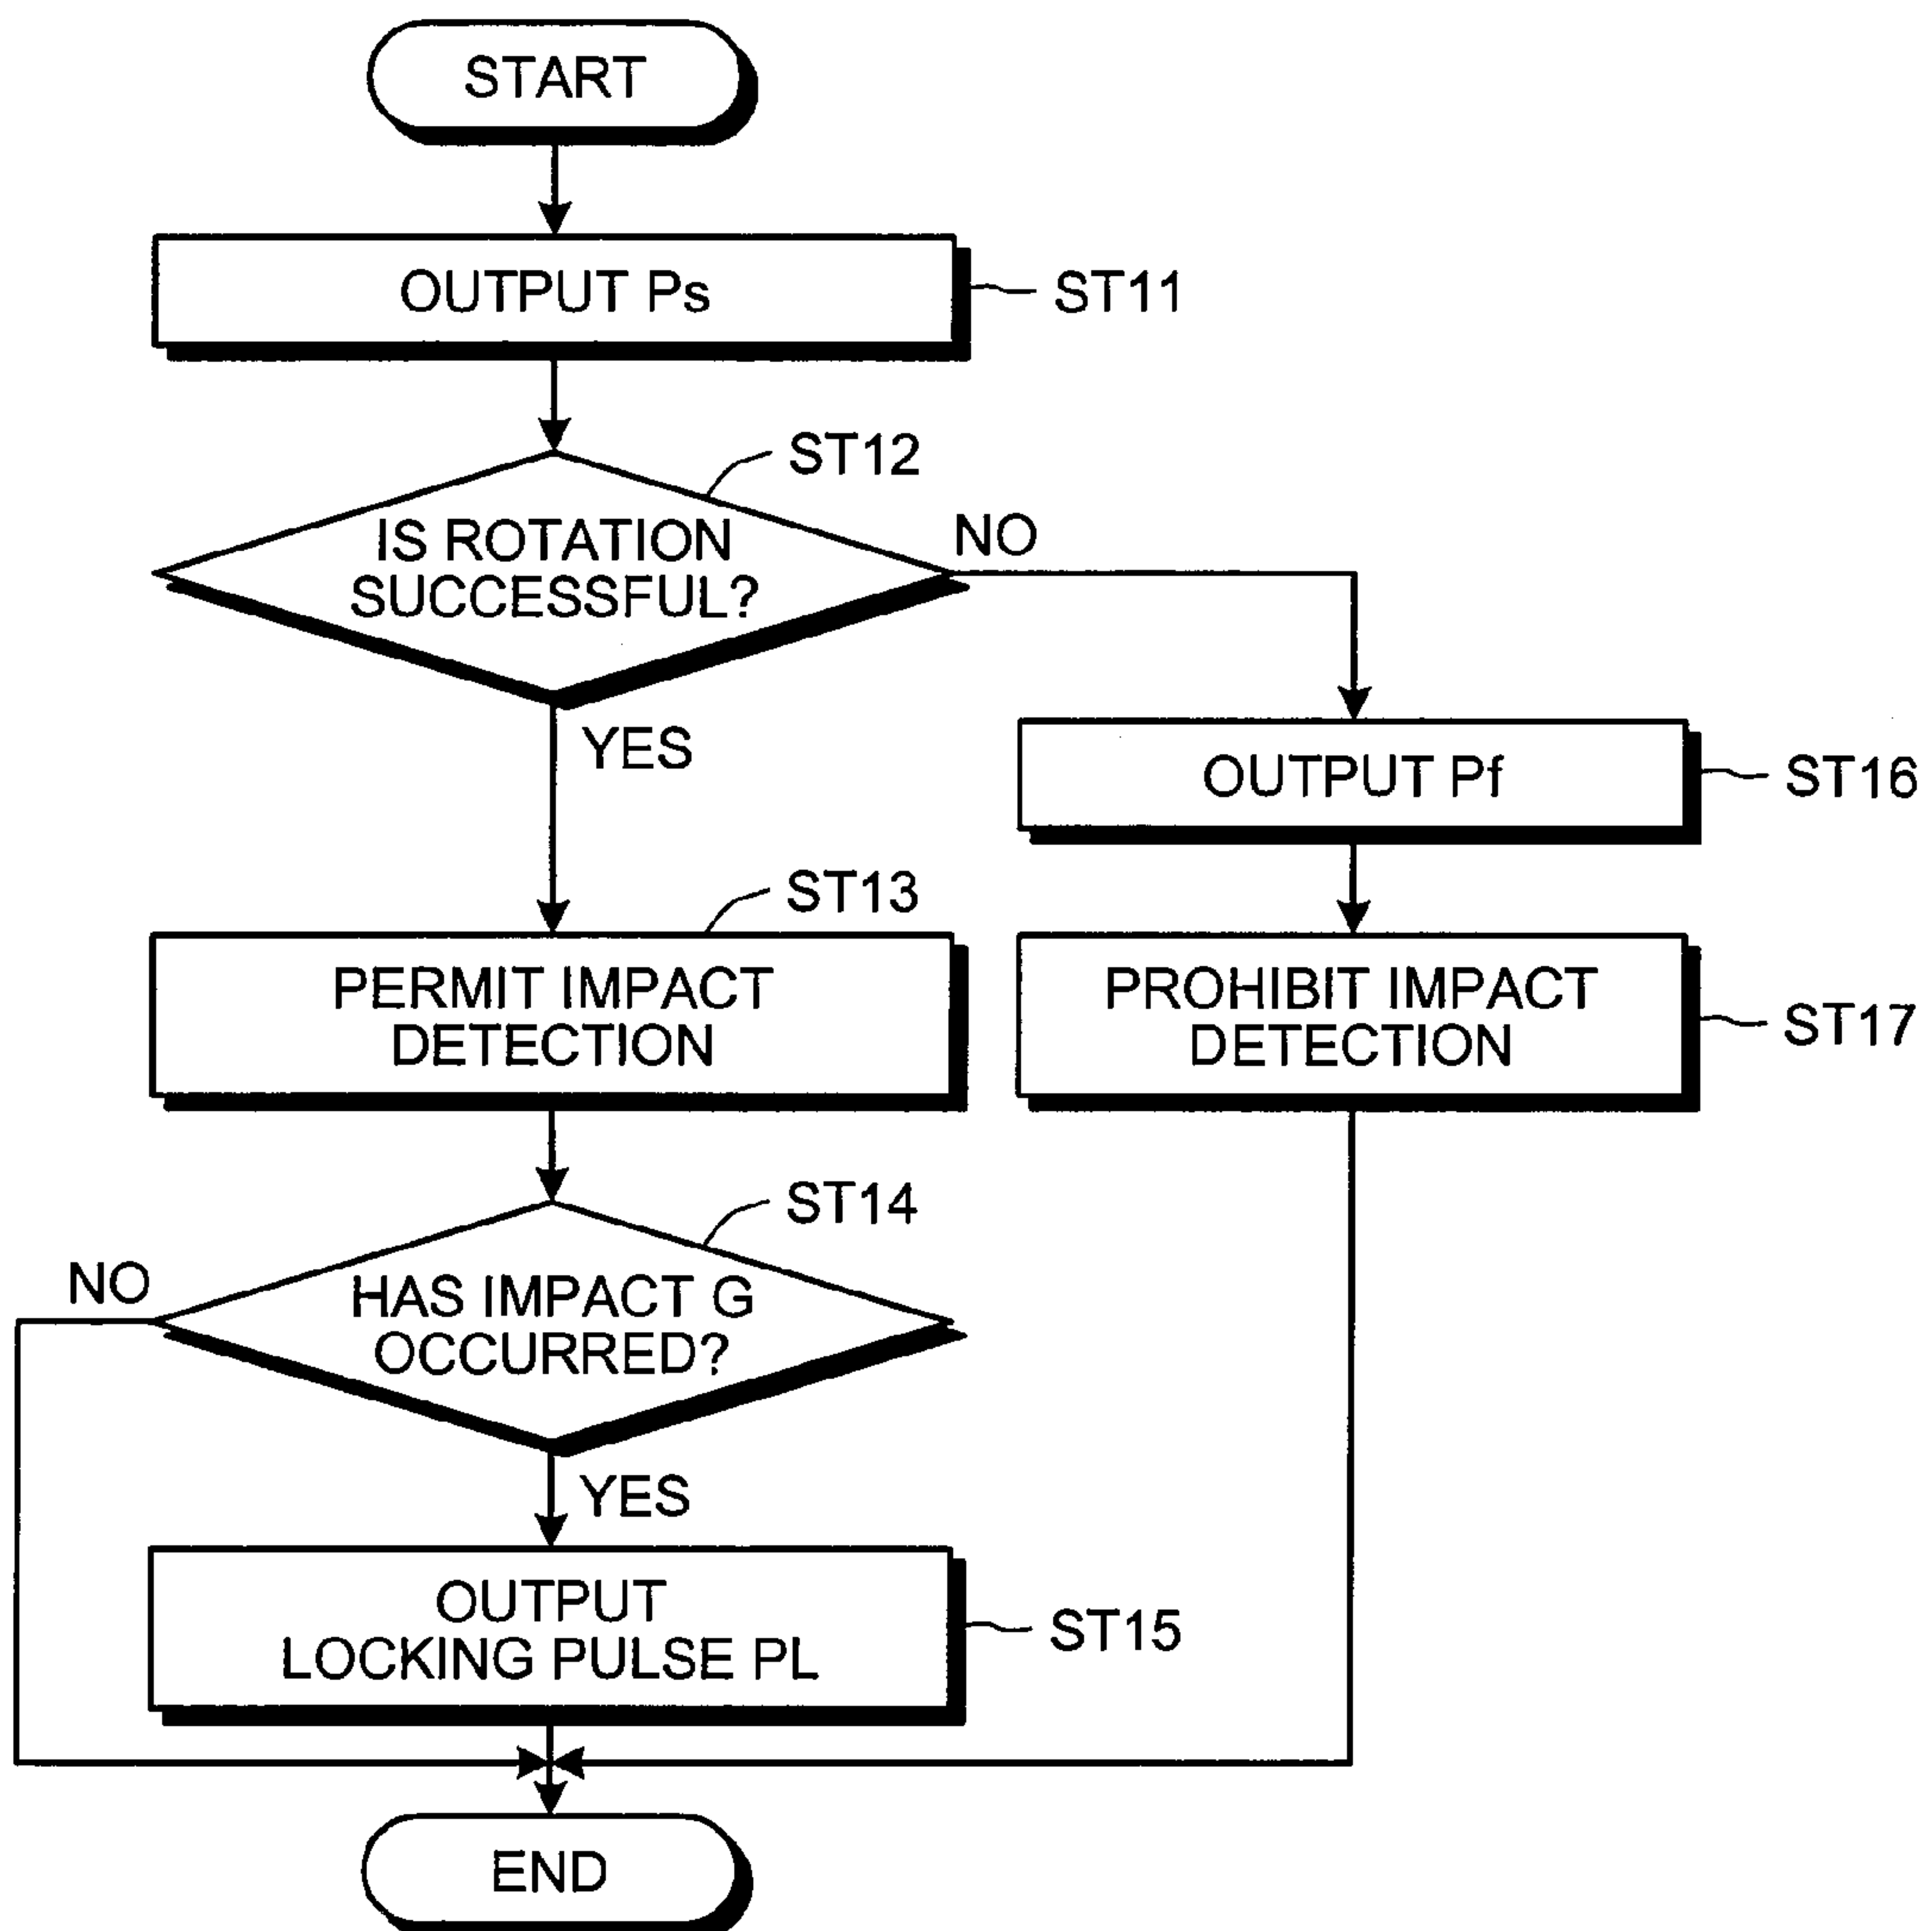 START
OUTPUT Ps
ST11
ST12
IS ROTATION
SUCCESSFUL?
NO
YES
OUTPUT Pf
ST16
ST13
PERMIT IMPACT
DETECTION
PROHIBIT IMPACT
DETECTION
ST17
ST14
NO
HAS IMPACT G
OCCURRED?
YES
OUTPUT
LOCKING PULSE PL
ST15
END